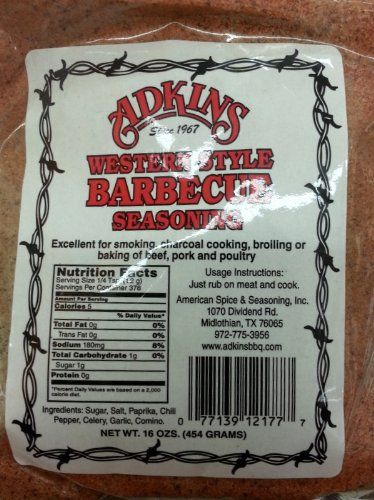 ADKINS
Since 1967
WESTERN STYLE
BARBECUE
SEASONING
Excellent for smoking, charcoal cooking, broiling or
baking of beef, pork and poultry
Nutrition Facts
Serving Size 1/4 Tsp (1.2 g)
Servings Per Container 378
Amount Per Serving
Calories 5
% Daily Value*
Total Fat 0g 0%
Trans Fat 0g 0%
Sodium 180mg 8%
Total Carbohydrate 1g 0%
Sugar 1g
Protein 0g
*Percent Daily Values are based on a 2,000
calorie diet.
Usage Instructions:
Just rub on meat and cook.
American Spice & Seasoning, Inc.
1070 Dividend Rd.
Midlothian, TX 76065
972-775-3956
www.adkinsbbq.com
Ingredients: Sugar, Salt, Paprika, Chili
Pepper, Celery, Garlic, Comino.
0 77139 12177 7
NET WT. 16 OZS. (454 GRAMS)